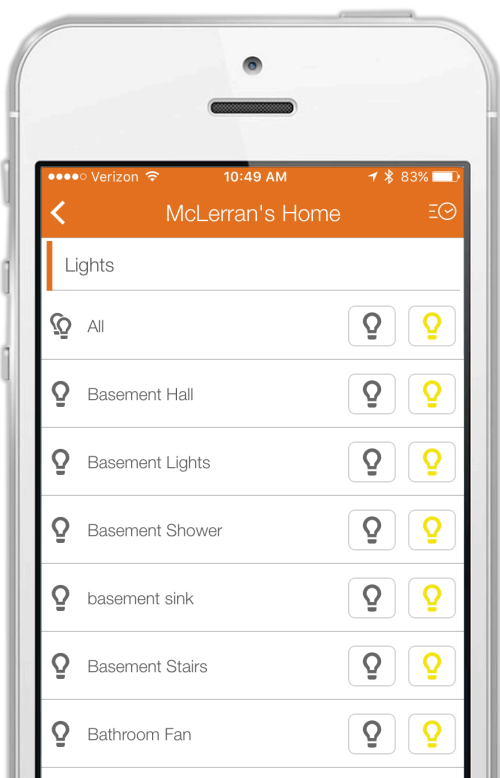 Verizon 10:49 AM 83%
McLerran's Home
Lights
All
Basement Hall
Basement Lights
Basement Shower
basement sink
Basement Stairs
Bathroom Fan